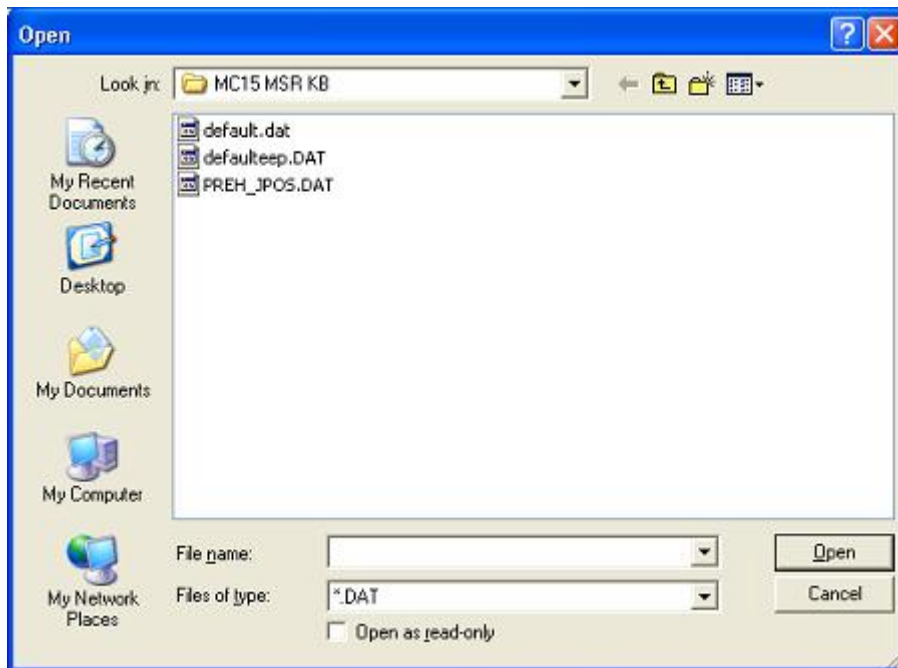 Open
Look in: MC15 MSR KB
default.dat
defaulteep.DAT
PREH_JPOS.DAT
My Recent
Documents
Desktop
My Documents
My Computer
My Network
Places
File name:
Open
Files of type: *.DAT
Cancel
Open as read-only